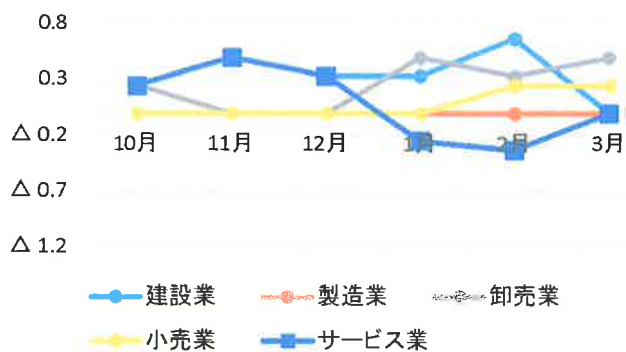 0.8
0.3
△ 0.2
10月 11月 12月 1月 2月 3月
△ 0.7
△ 1.2
建設業 製造業 卸売業
小売業 サービス業